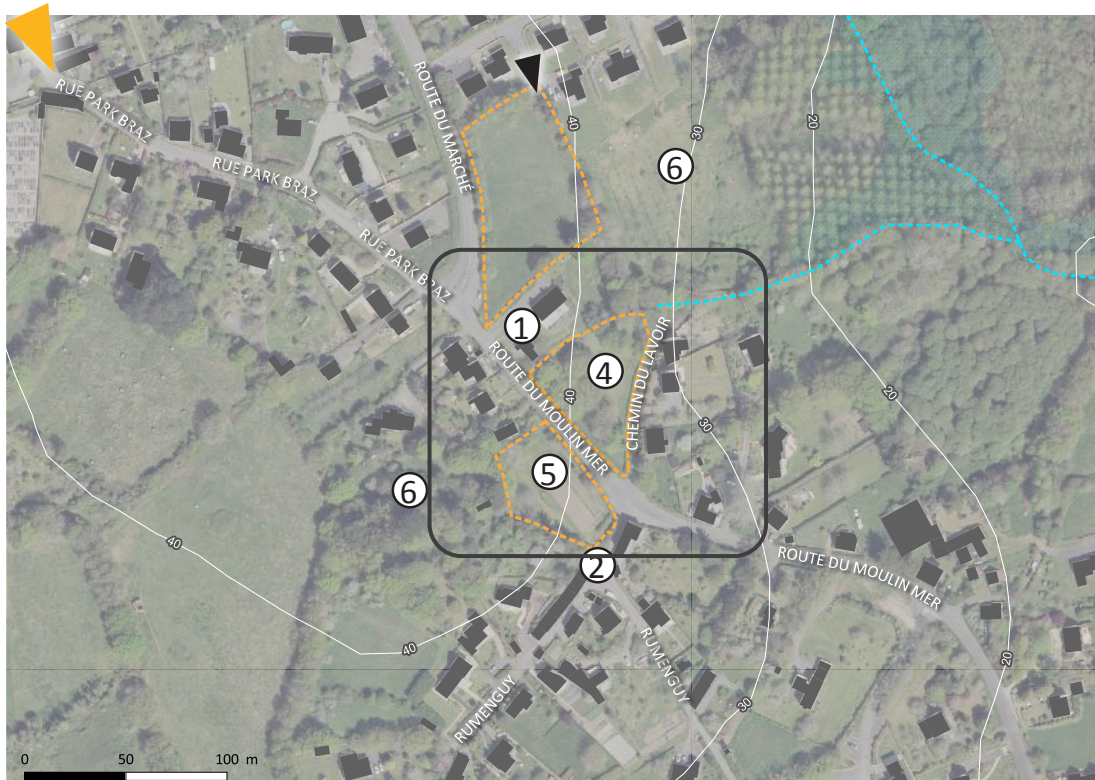 RUE PARK BRAZ
ROUTE DU MARCHÉ
40
30
20
RUE PARK BRAZ
6
RUE PARK BRAZ
1
ROUTE DU MOULIN MER
4
CHEMIN DU LAVOIR
40
30
20
5
6
40
2
ROUTE DU MOULIN MER
RUMENGUY
40
RUMENGUY
30
20
0 50 100 m